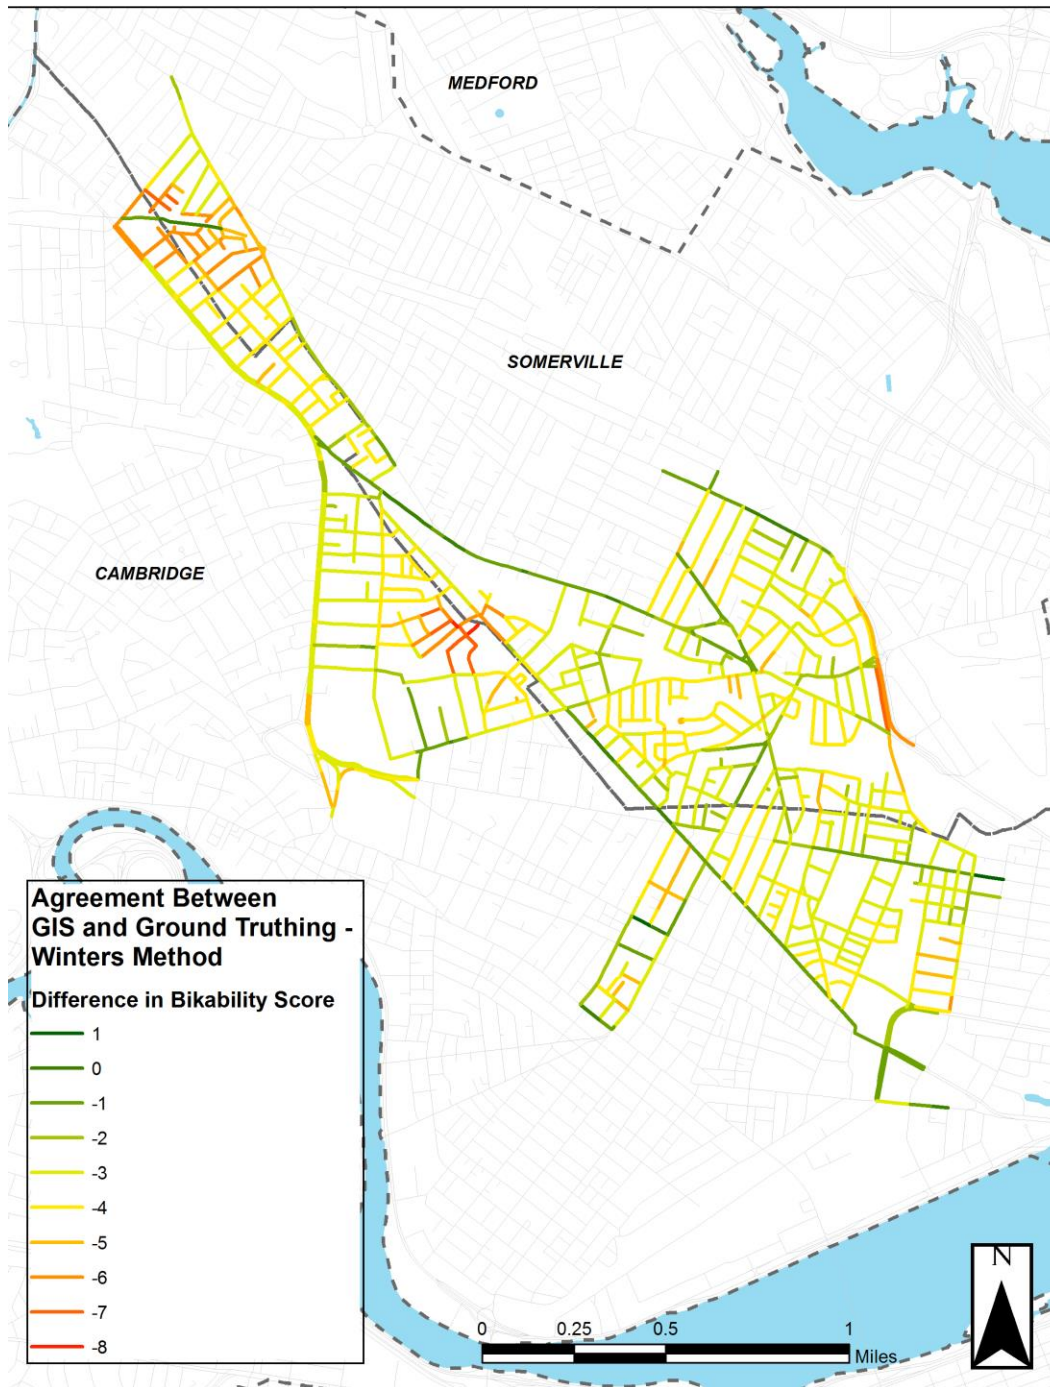 MEDFORD
SOMERVILLE
CAMBRIDGE
Agreement Between
GIS and Ground Truthing -
Winters Method
Difference in Bikability Score
1
0
-1
-2
-3
-4
-5
-6
-7
-8
N
0 0.25 0.5 1
Miles